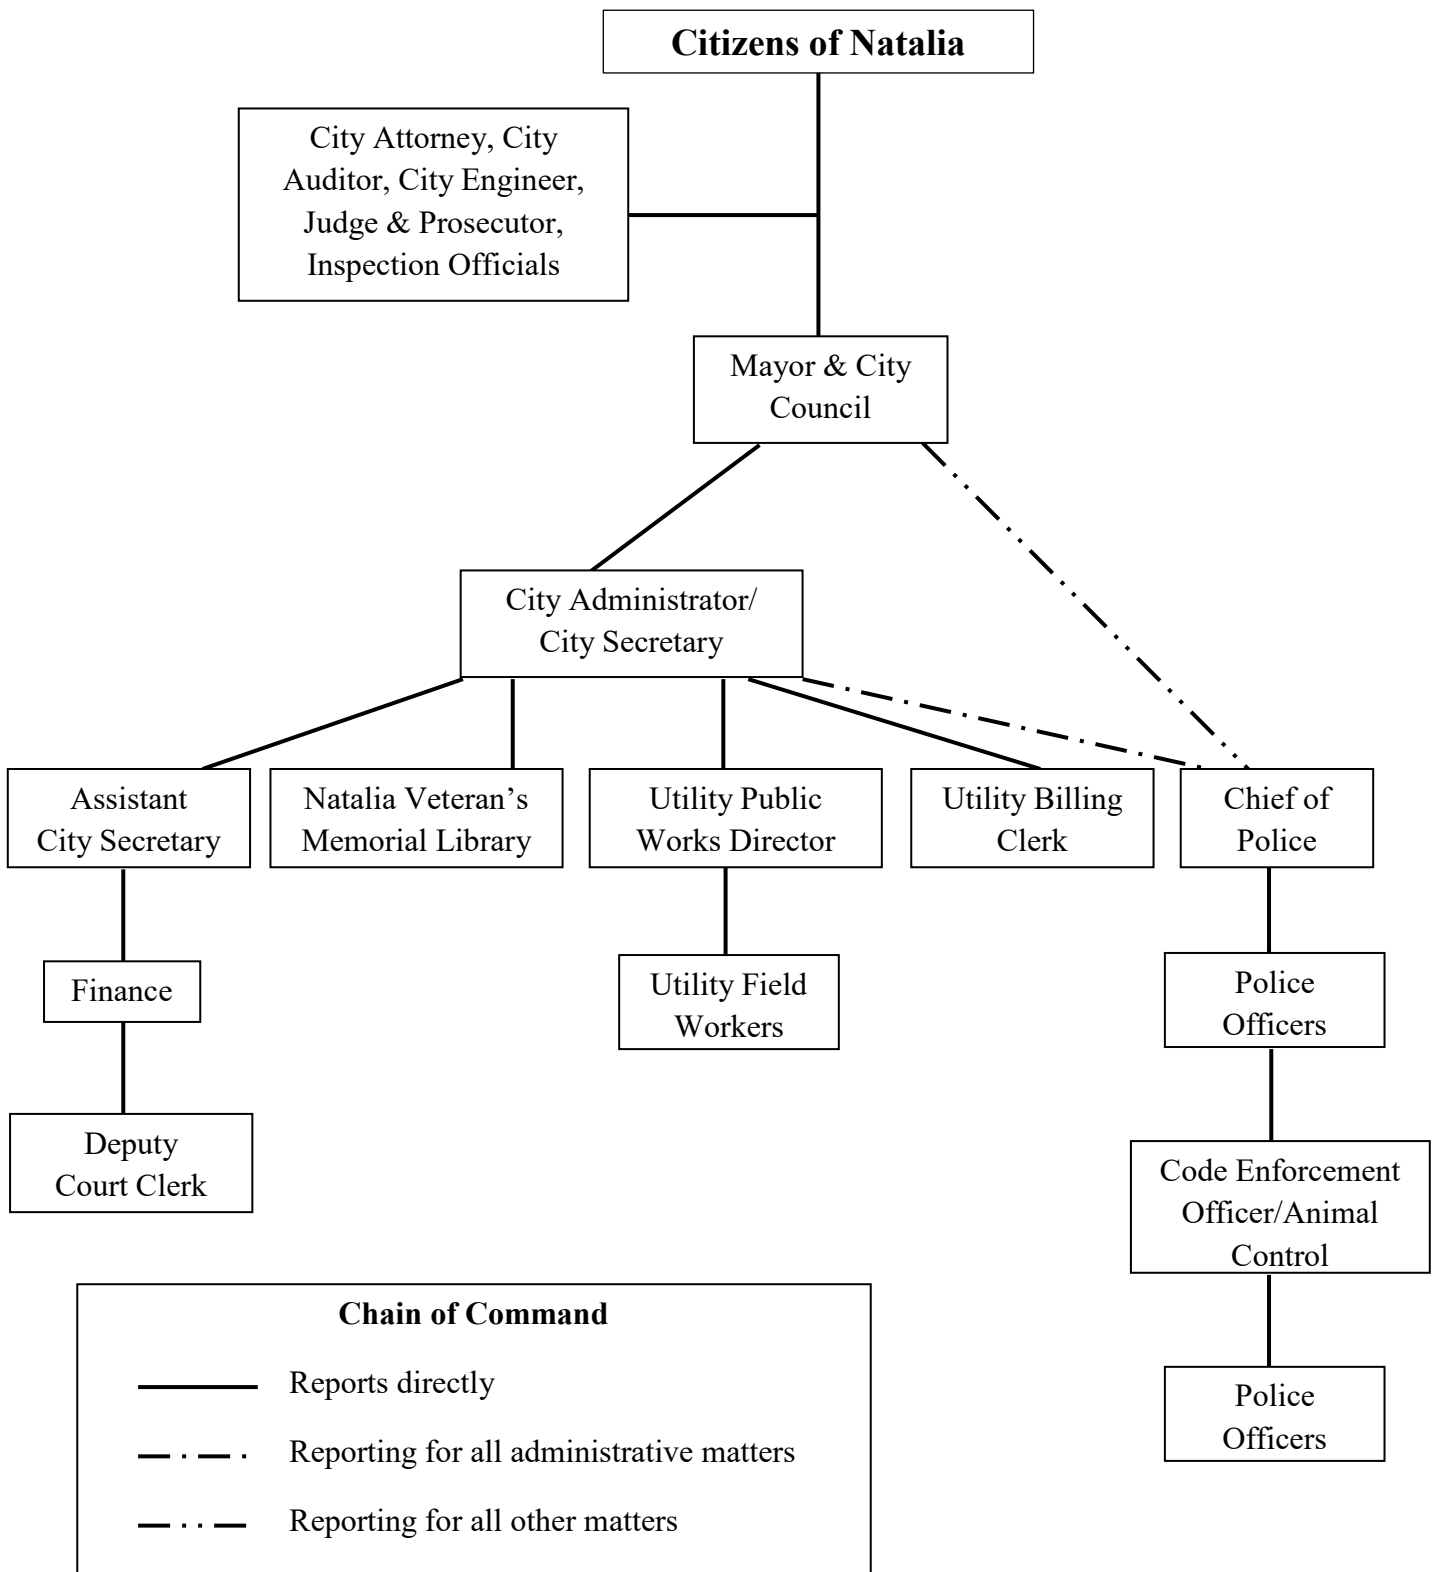 Citizens of Natalia
City Attorney, City
Auditor, City Engineer,
Judge & Prosecutor,
Inspection Officials
Mayor & City
Council
City Administrator/
City Secretary
Assistant
City Secretary
Natalia Veteran’s
Memorial Library
Utility Public
Works Director
Utility Billing
Clerk
Chief of
Police
Finance
Utility Field
Workers
Police
Officers
Deputy
Court Clerk
Code Enforcement
Officer/Animal
Control
Police
Officers
Chain of Command
Reports directly
Reporting for all administrative matters
Reporting for all other matters